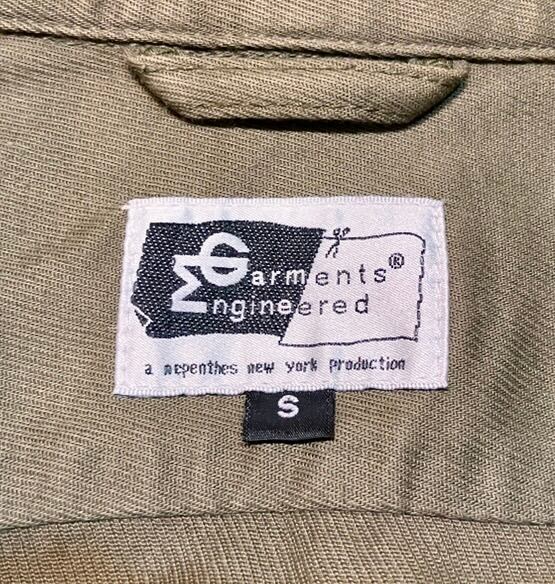 Garments®
Engineered
a nepenthes new york production
S